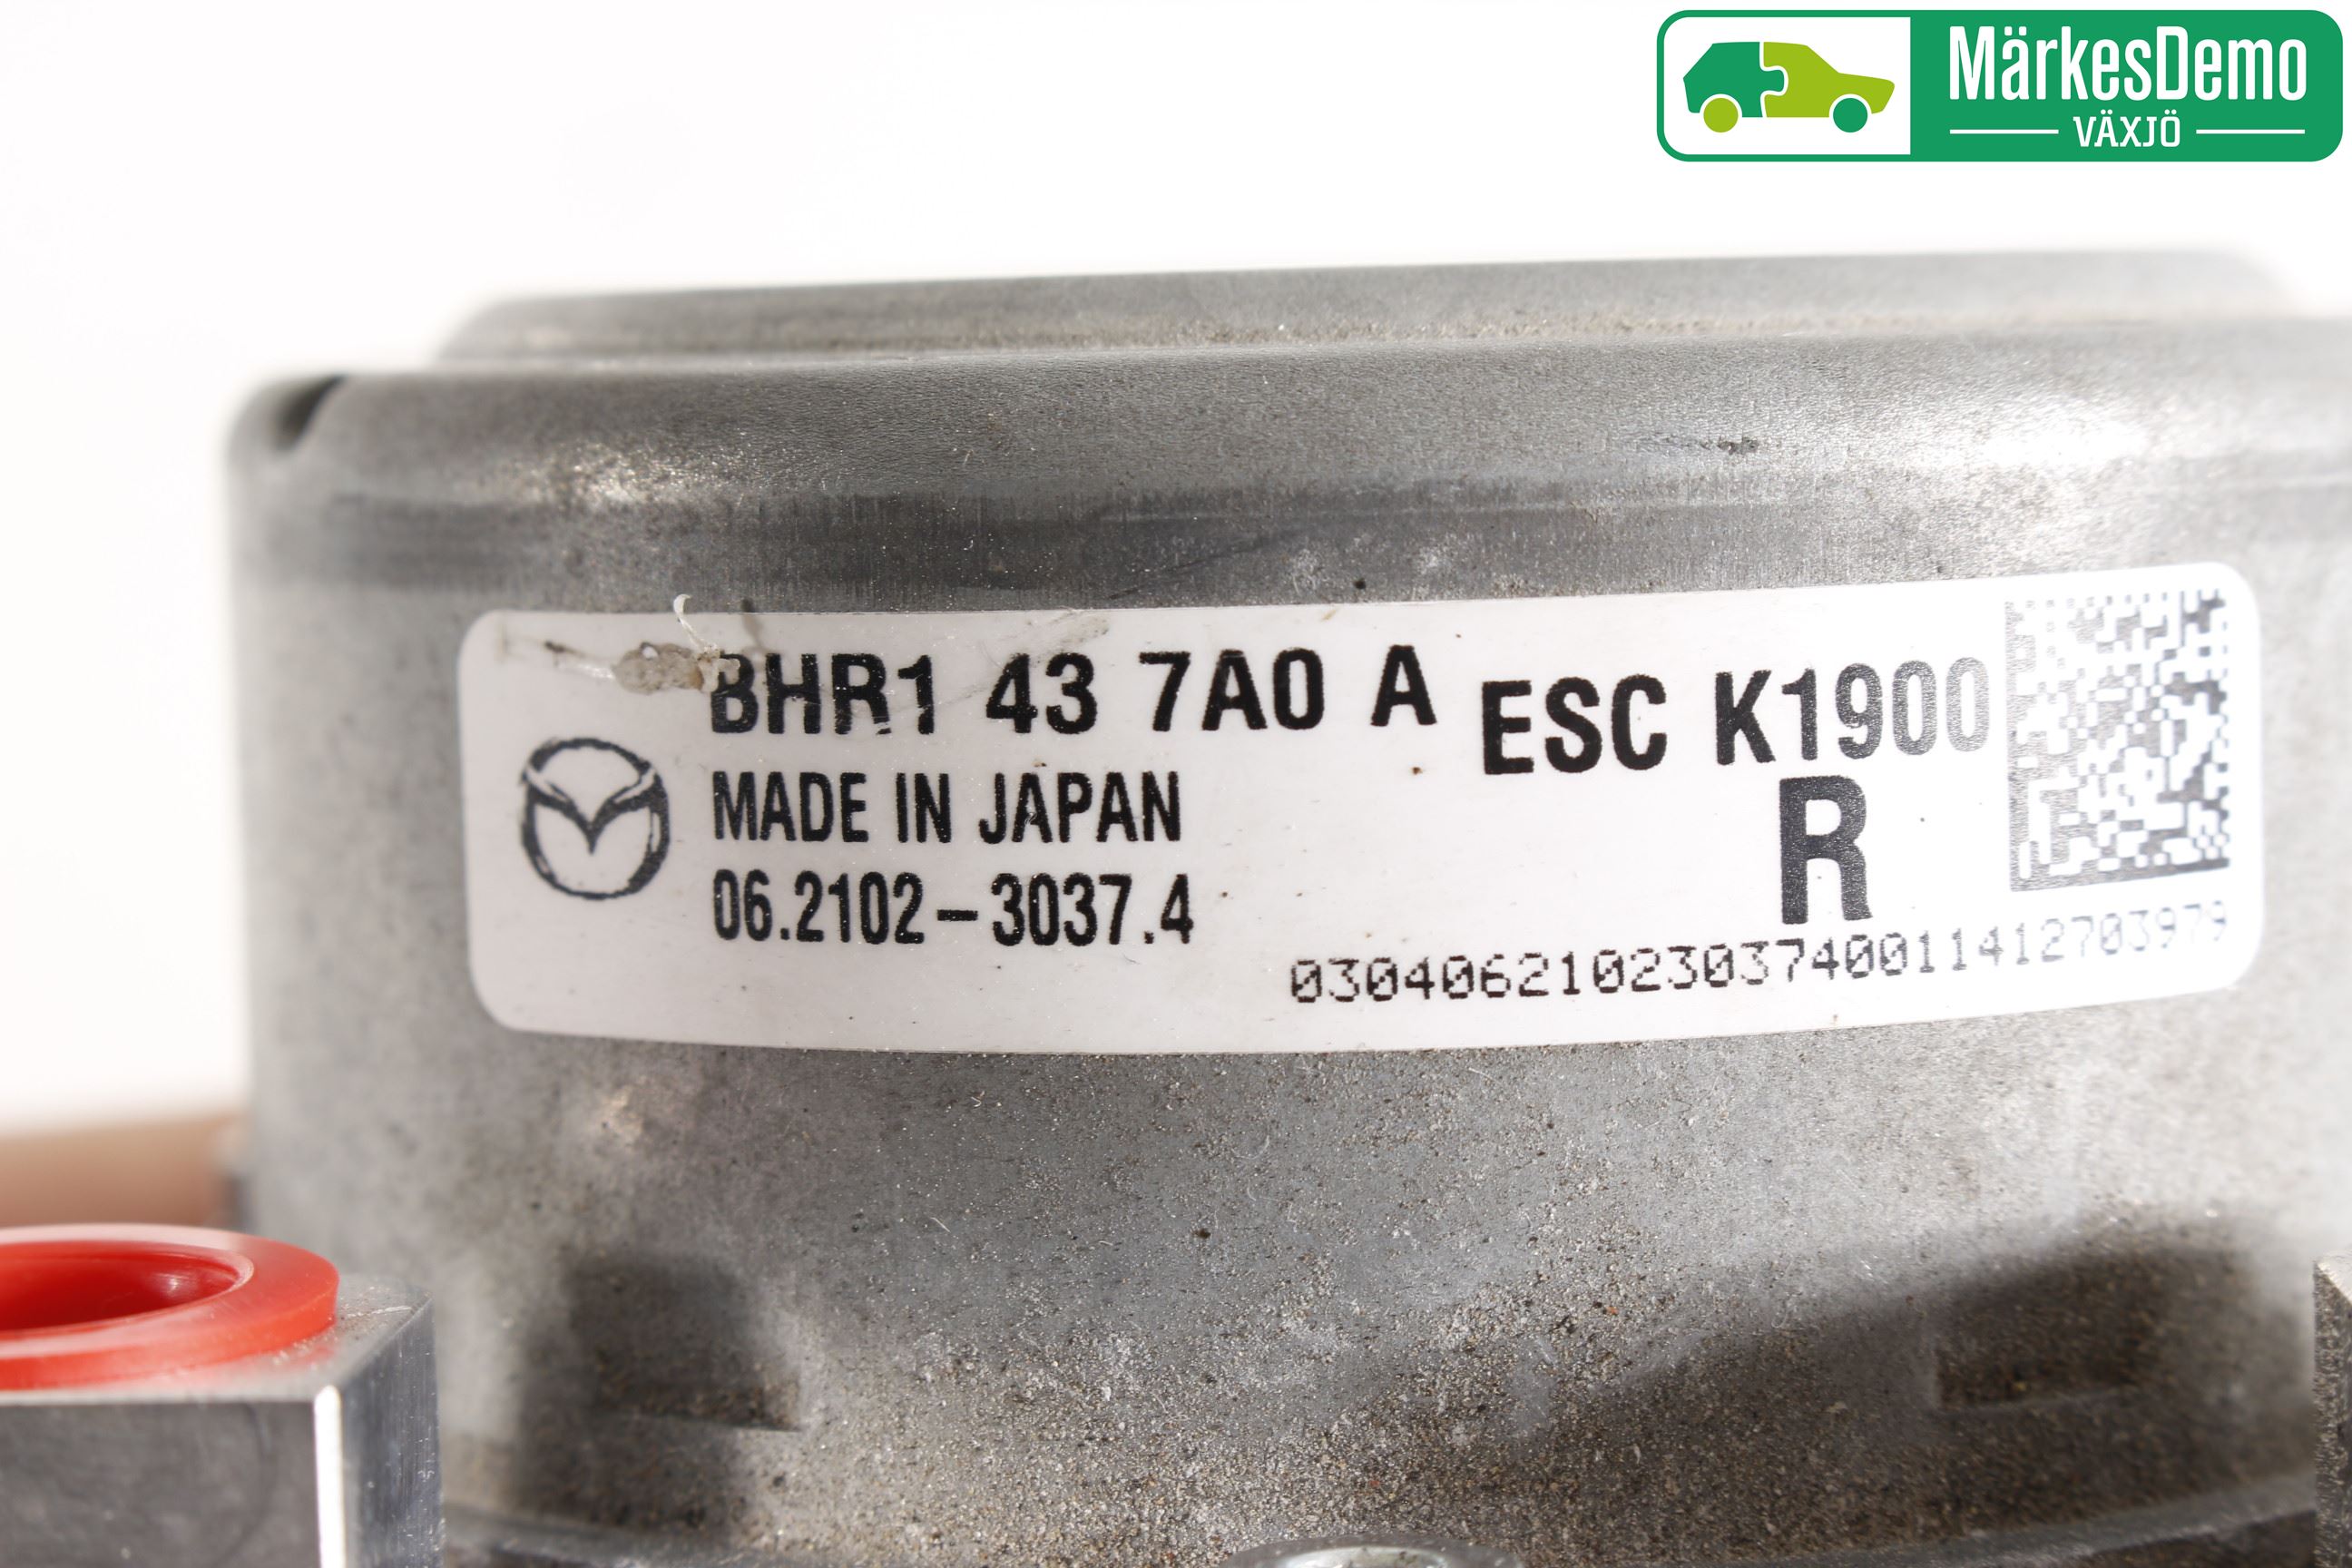 MärkesDemo
VÄXJÖ
BHR1 43 7A0 A ESC K1900
MADE IN JAPAN R
06.2102-3037.4
0304062102303740011412703979